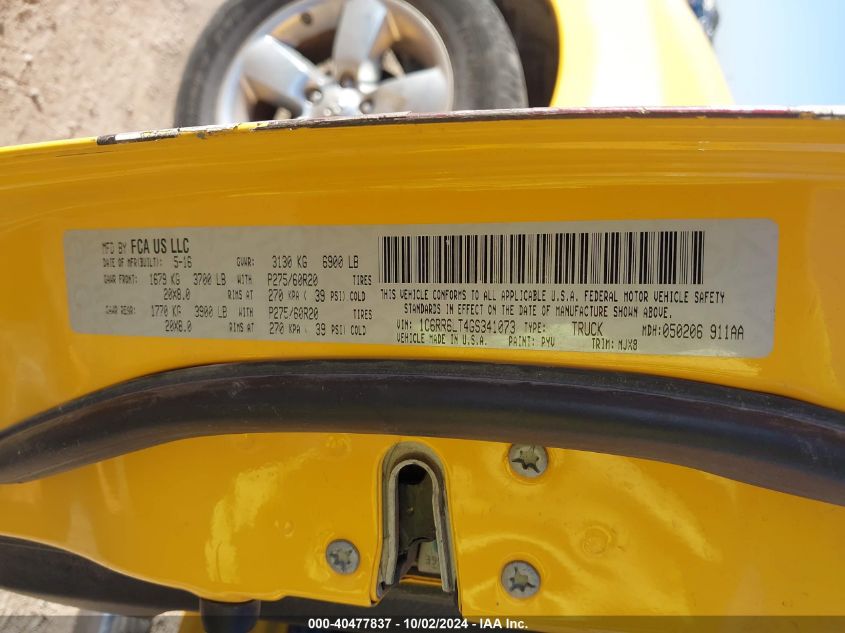 MFD BY FCA US LLC
DATE OF MFR(BUILT): 5-16 GVWR: 3130 KG 6900 LB
GAWR FRONT: 1679 KG 3700 LB WITH P275/60R20 TIRES
20X8.0 RIMS AT 270 KPA ( 39 PSI) COLD
GAWR REAR: 1770 KG 3900 LB WITH P275/60R20 TIRES
20X8.0 RIMS AT 270 KPA ( 39 PSI) COLD
THIS VEHICLE CONFORMS TO ALL APPLICABLE U.S.A. FEDERAL MOTOR VEHICLE SAFETY
STANDARDS IN EFFECT ON THE DATE OF MANUFACTURE SHOWN ABOVE.
VIN: TYPE: TRUCK MDH: 050206 911AA
VEHICLE MADE IN U.S.A. PAINT: PYV TRIM: MJX8
000-40477837 - 10/02/2024 - IAA Inc.